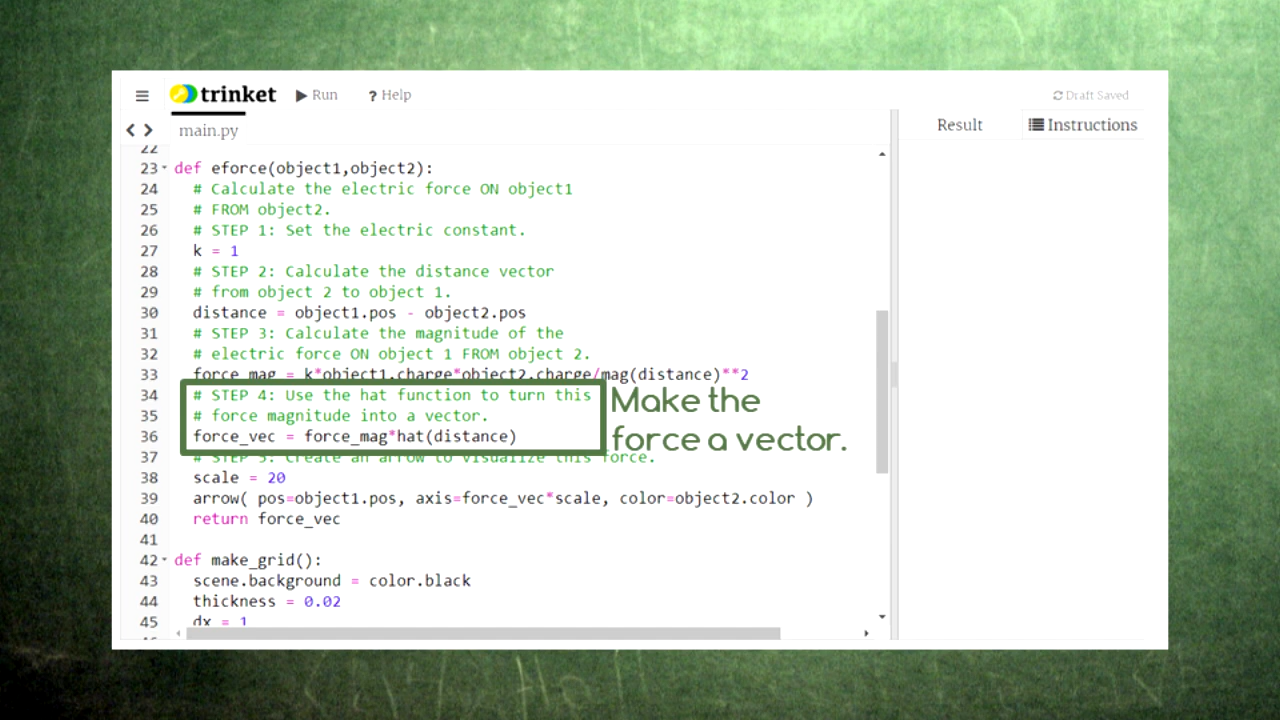 trinket Run ? Help Draft Saved
main.py
Result Instructions
22
23 def eforce(object1,object2):
24 # Calculate the electric force ON object1
25 # FROM object2.
26 # STEP 1: Set the electric constant.
27 k = 1
28 # STEP 2: Calculate the distance vector
29 # from object 2 to object 1.
30 distance = object1.pos - object2.pos
31 # STEP 3: Calculate the magnitude of the
32 # electric force ON object 1 FROM object 2.
33 force_mag = k*object1.charge*object2.charge/mag(distance)**2
34 # STEP 4: Use the hat function to turn this
35 # force magnitude into a vector.
36 force_vec = force_mag*hat(distance)
Make the
force a vector.
37 # STEP 5: Create an arrow to visualize this force.
38 scale = 20
39 arrow( pos=object1.pos, axis=force_vec*scale, color=object2.color )
40 return force_vec
41
42 def make_grid():
43 scene.background = color.black
44 thickness = 0.02
45 dx = 1